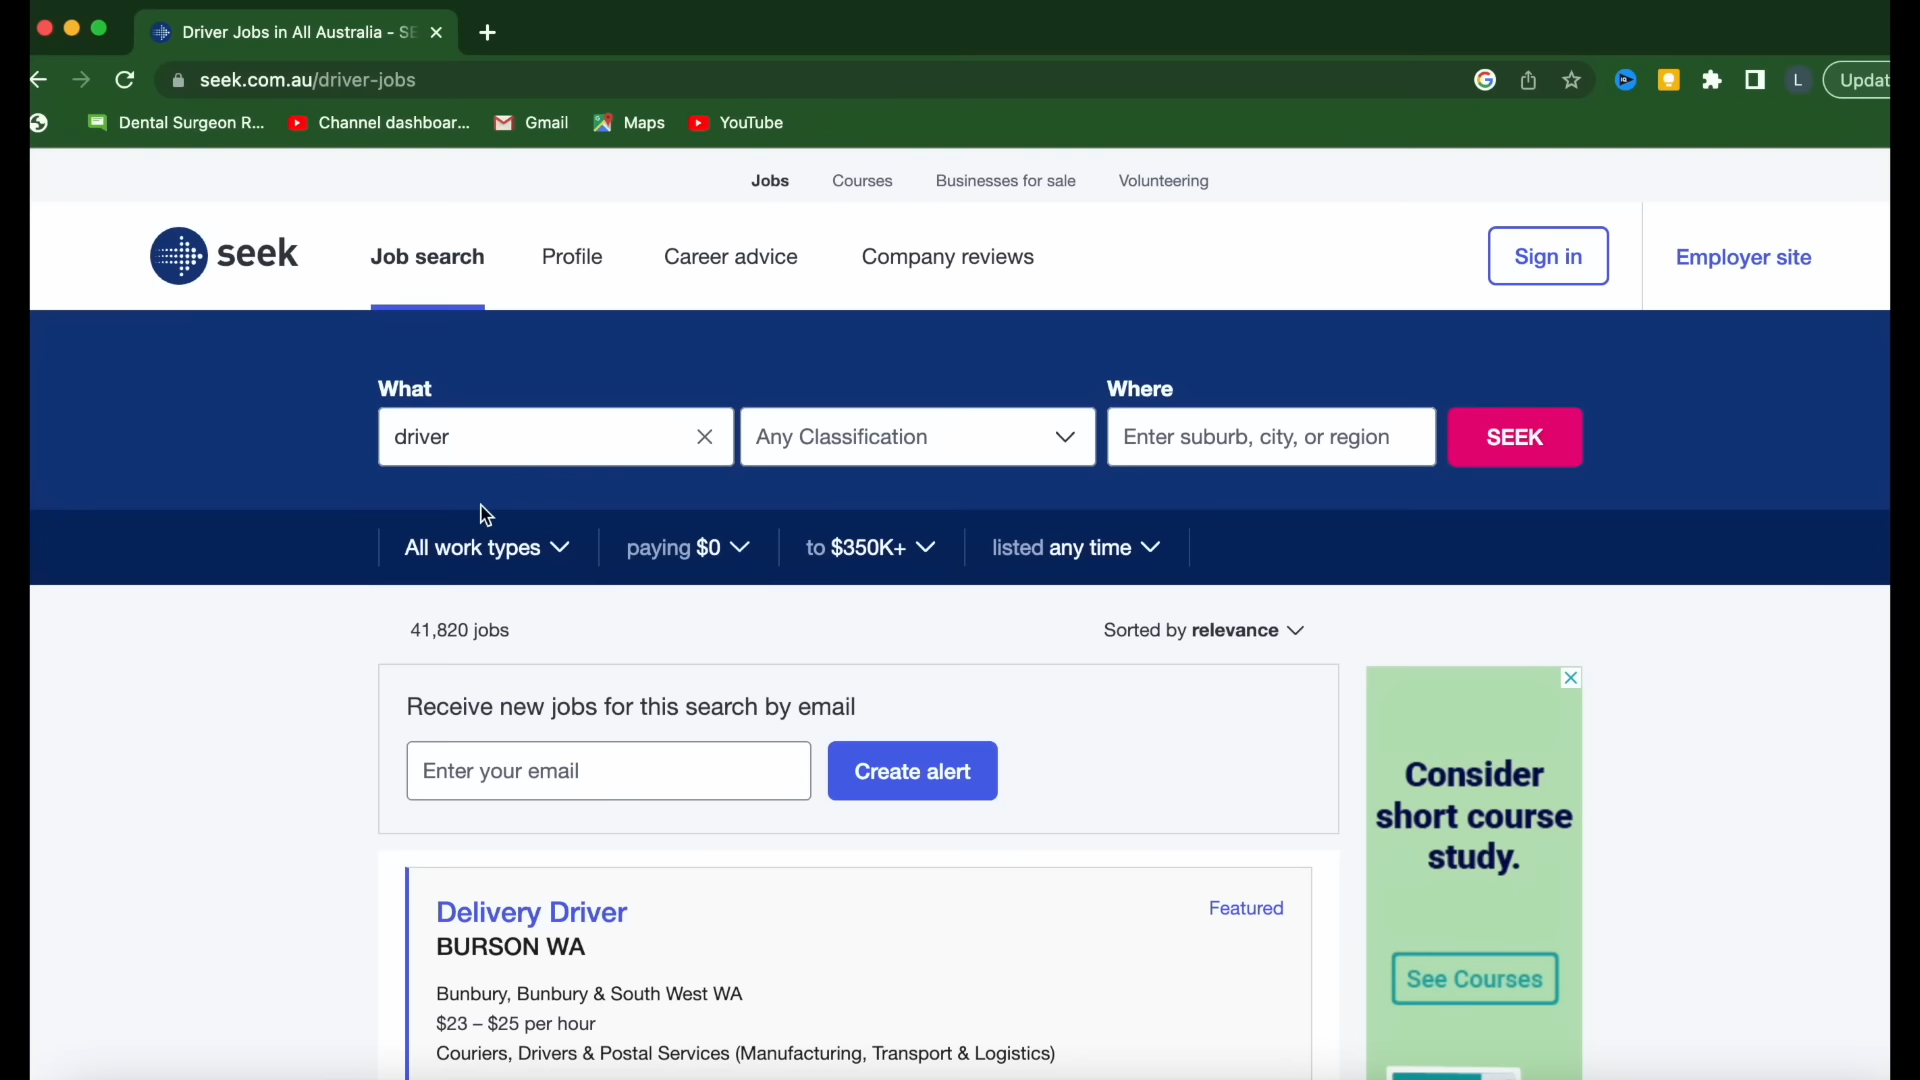 Driver Jobs in All Australia - SE
seek.com.au/driver-jobs
L
Updat
Dental Surgeon R...
Channel dashboar...
Gmail
Maps
YouTube
Jobs
Courses
Businesses for sale
Volunteering
seek
Job search
Profile
Career advice
Company reviews
Sign in
Employer site
What
Where
driver
Any Classification
Enter suburb, city, or region
SEEK
All work types
paying $0
to $350K+
listed any time
41,820 jobs
Sorted by relevance
Receive new jobs for this search by email
Enter your email
Create alert
Delivery Driver
Featured
BURSON WA
Bunbury, Bunbury & South West WA
$23 – $25 per hour
Couriers, Drivers & Postal Services (Manufacturing, Transport & Logistics)
Consider
short course
study.
See Courses